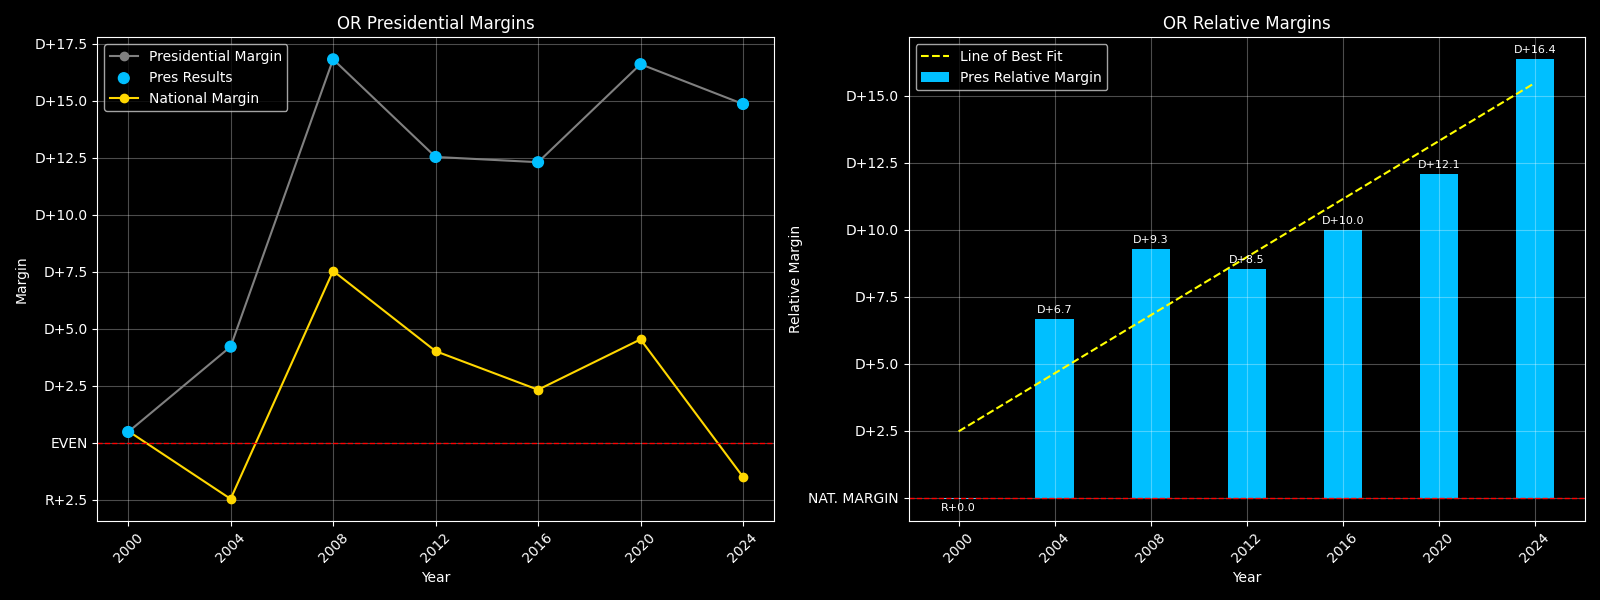 OR Presidential Margins
Presidential Margin
Pres Results
National Margin
D+17.5
D+15.0
D+12.5
D+10.0
D+7.5
D+5.0
D+2.5
EVEN
R+2.5
Margin
2000
2004
2008
2012
2016
2020
2024
Year
OR Relative Margins
Line of Best Fit
Pres Relative Margin
D+15.0
D+12.5
D+10.0
D+7.5
D+5.0
D+2.5
NAT. MARGIN
Relative Margin
R+0.0
D+6.7
D+9.3
D+8.5
D+10.0
D+12.1
D+16.4
2000
2004
2008
2012
2016
2020
2024
Year